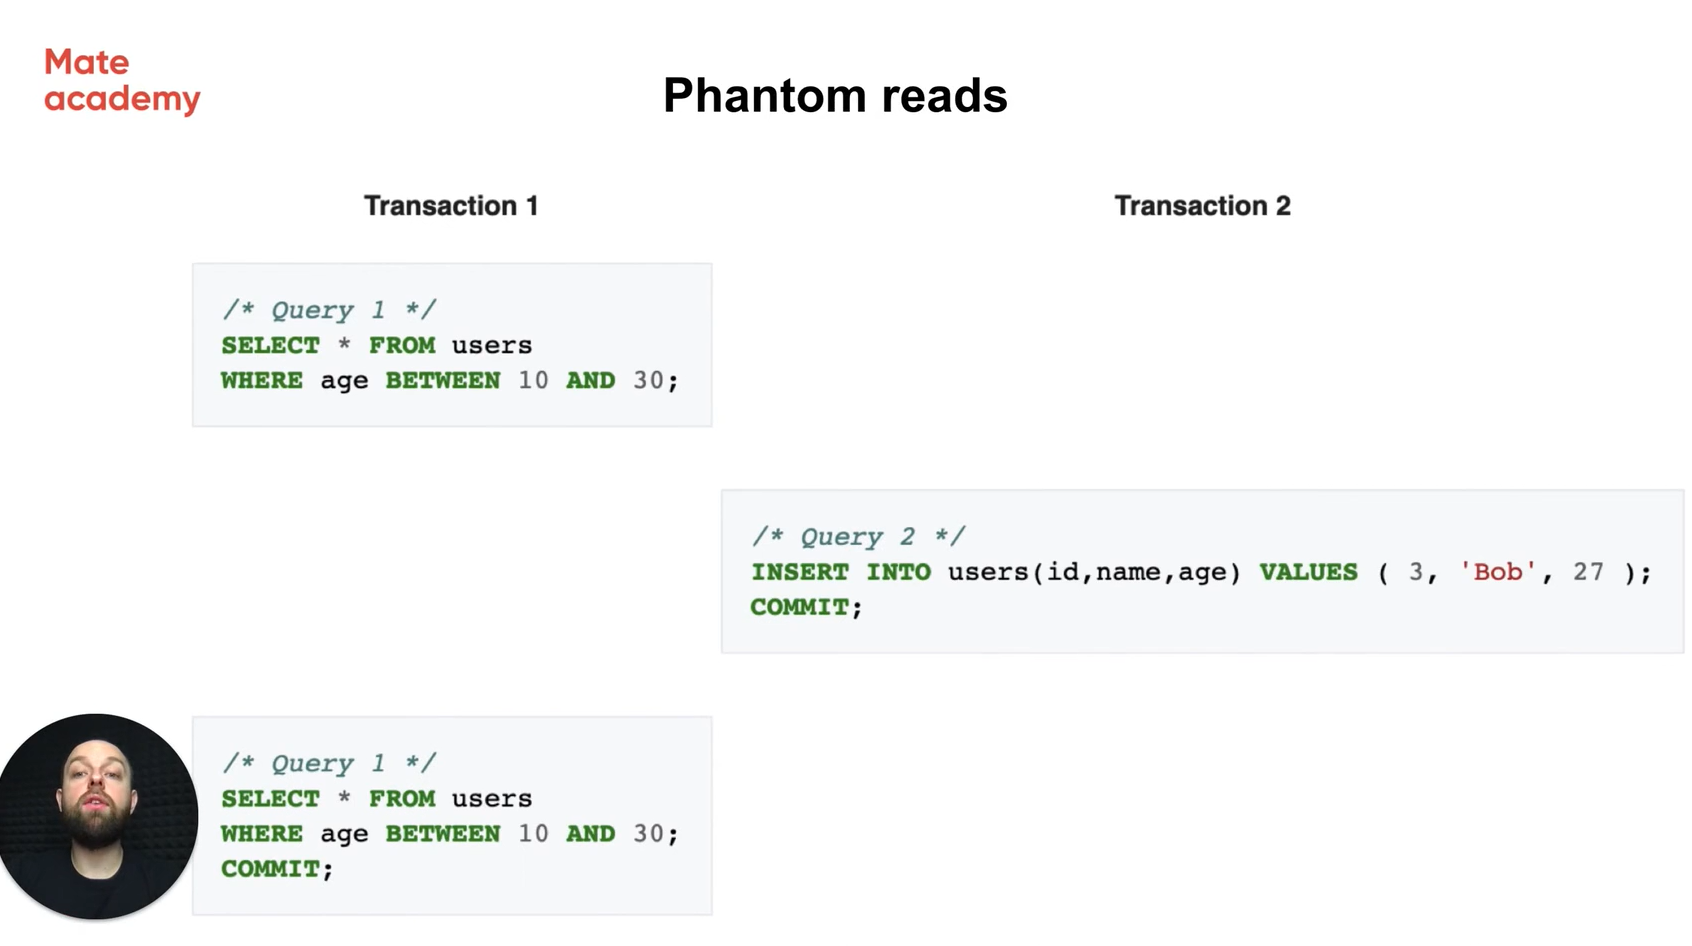 Mate
academy
Phantom reads
Transaction 1
Transaction 2
/* Query 1 */
SELECT * FROM users
WHERE age BETWEEN 10 AND 30;
/* Query 2 */
INSERT INTO users(id,name,age) VALUES ( 3, 'Bob', 27 );
COMMIT;
/* Query 1 */
SELECT * FROM users
WHERE age BETWEEN 10 AND 30;
COMMIT;